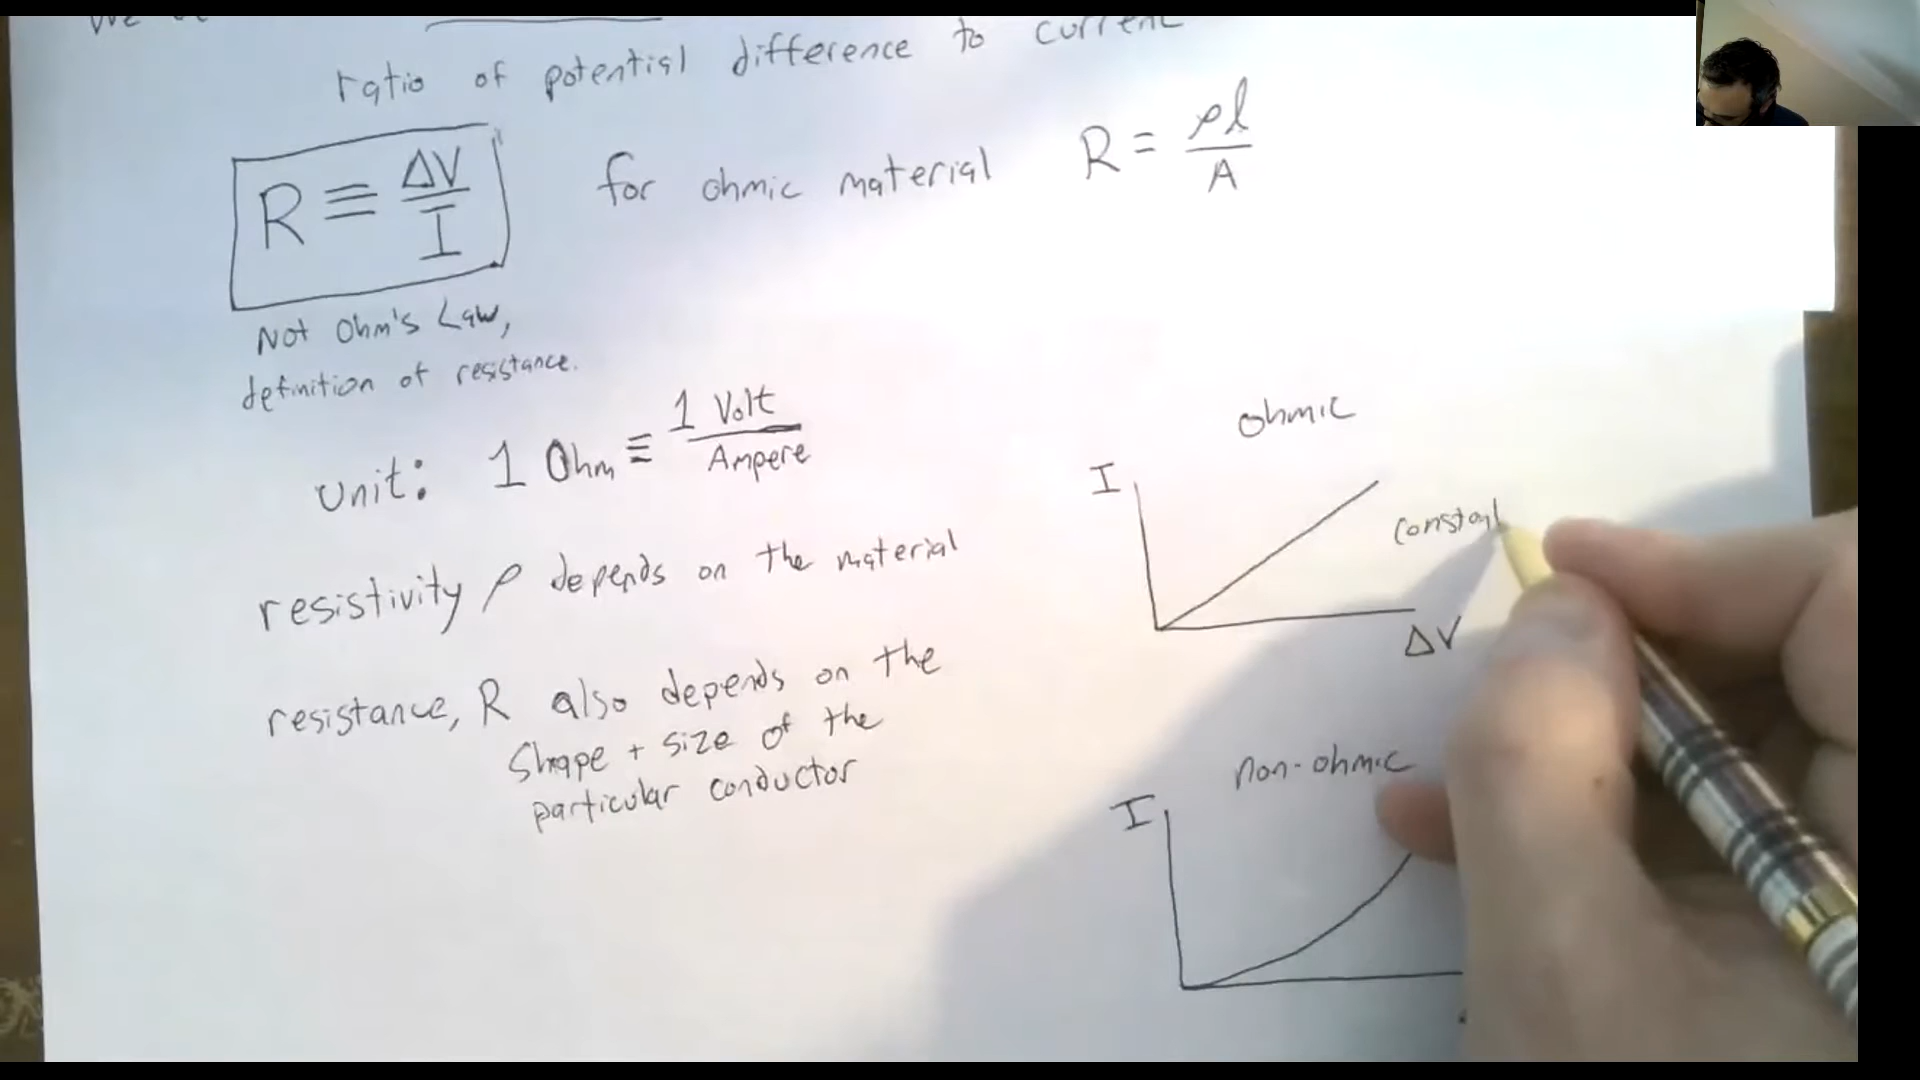 ratio of potential difference to current
R ≡ ΔV/I for ohmic material R = ρl/A
Not Ohm's Law,
definition of resistance.
unit: 1 Ohm ≡ 1 Volt/Ampere
resistivity ρ depends on the material
resistance, R also depends on the
shape + size of the
particular conductor
ohmic
I
constant
ΔV
non-ohmic
I